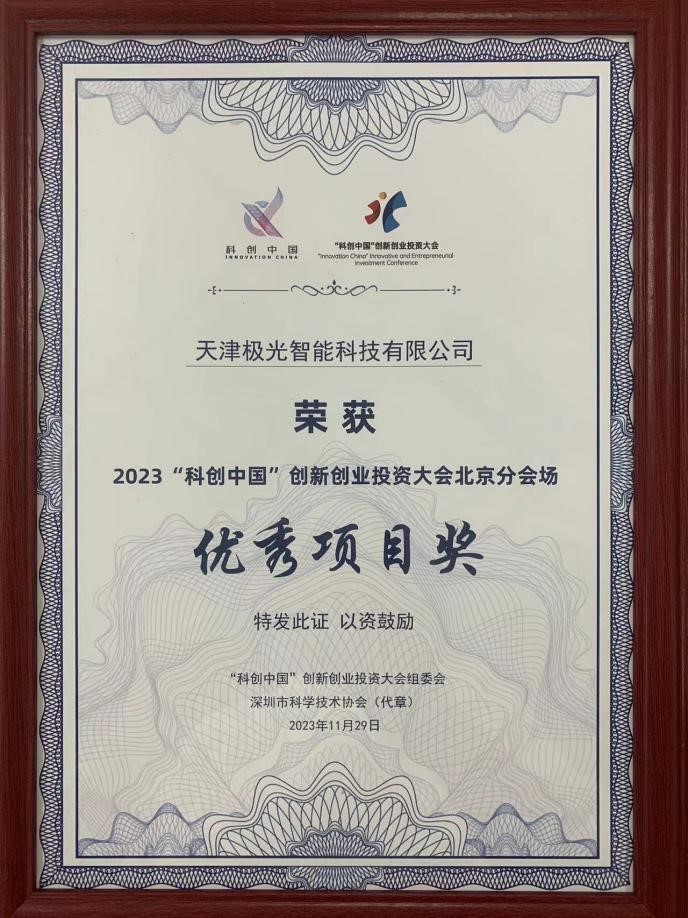 科创中国
INNOVATION CHINA
“科创中国”创新创业投资大会
"Innovation China" Innovative and Entrepreneurial
Investment Conference
天津极光智能科技有限公司
荣获
2023 “科创中国” 创新创业投资大会北京分会场
优秀项目奖
特发此证 以资鼓励
“科创中国”创新创业投资大会组委会
深圳市科学技术协会（代章）
2023年11月29日